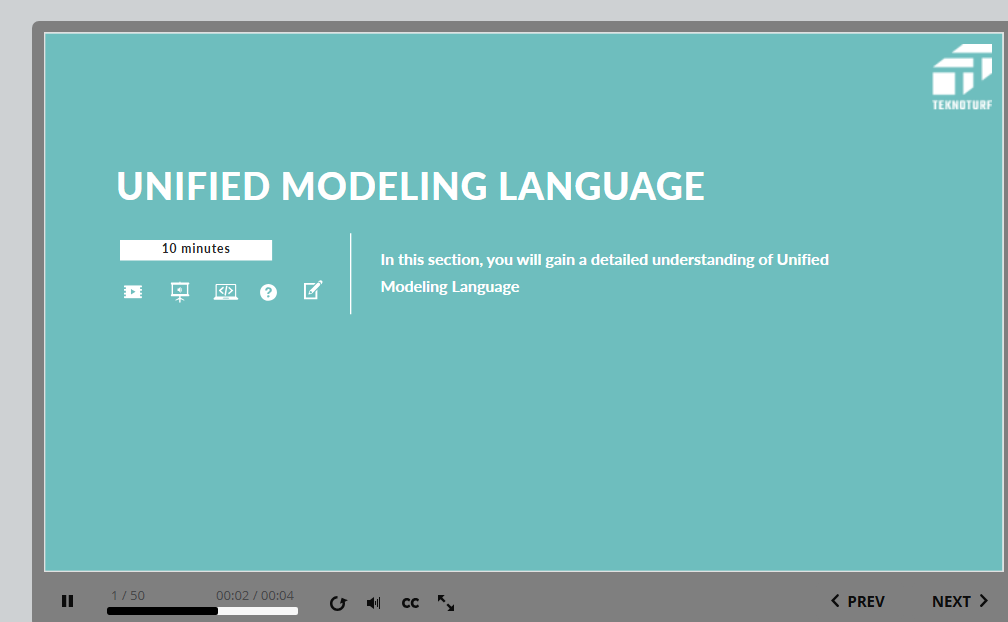 TEKNOTURF
UNIFIED MODELING LANGUAGE
10 minutes
In this section, you will gain a detailed understanding of Unified
Modeling Language
1 / 50
00:02 / 00:04
CC
PREV
NEXT